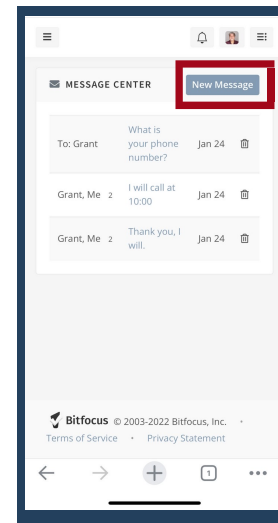 MESSAGE CENTER New Message
To: Grant What is your phone number? Jan 24
Grant, Me 2 I will call at 10:00 Jan 24
Grant, Me 2 Thank you, I will. Jan 24
Bitfocus © 2003-2022 Bitfocus, Inc. •
Terms of Service • Privacy Statement
1